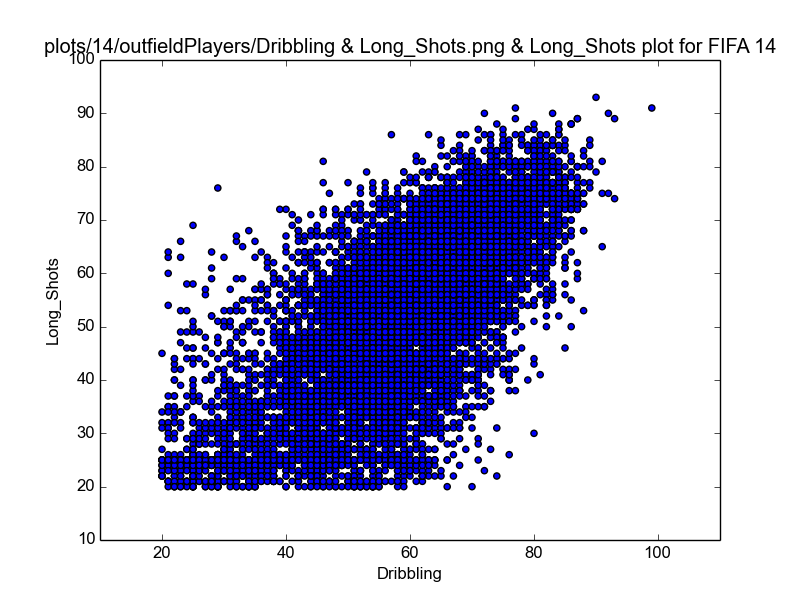 plots/14/outfieldPlayers/Dribbling & Long_Shots.png & Long_Shots plot for FIFA 14
100
90
80
70
60
50
40
30
20
10
Long_Shots
20 40 60 80 100
Dribbling